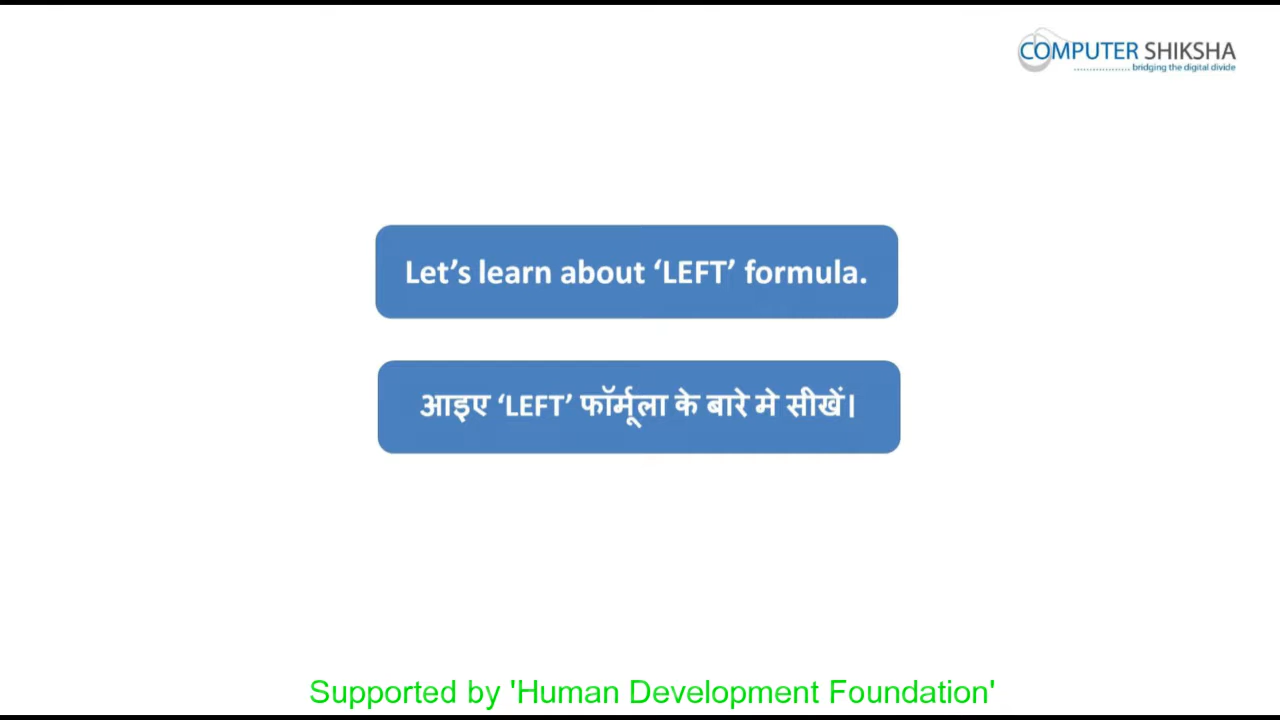 COMPUTER SHIKSHA
.................. bridging the digital divide
Let’s learn about ‘LEFT’ formula.
आइए ‘LEFT’ फॉर्मूला के बारे मे सीखें।
Supported by 'Human Development Foundation'